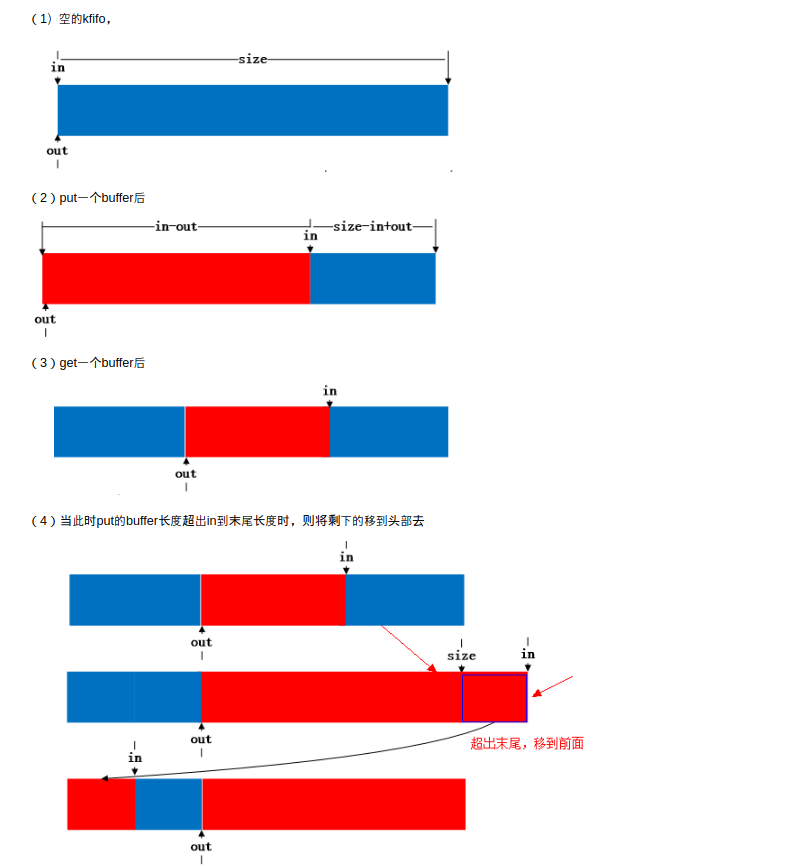 （1）空的kfifo，
size
in
out
（2）put一个buffer后
in-out
size-in+out
in
out
（3）get一个buffer后
in
out
（4）当此时put的buffer长度超出in到末尾长度时，则将剩下的移到头部去
in
out
size
in
out
超出末尾，移到前面
in
out